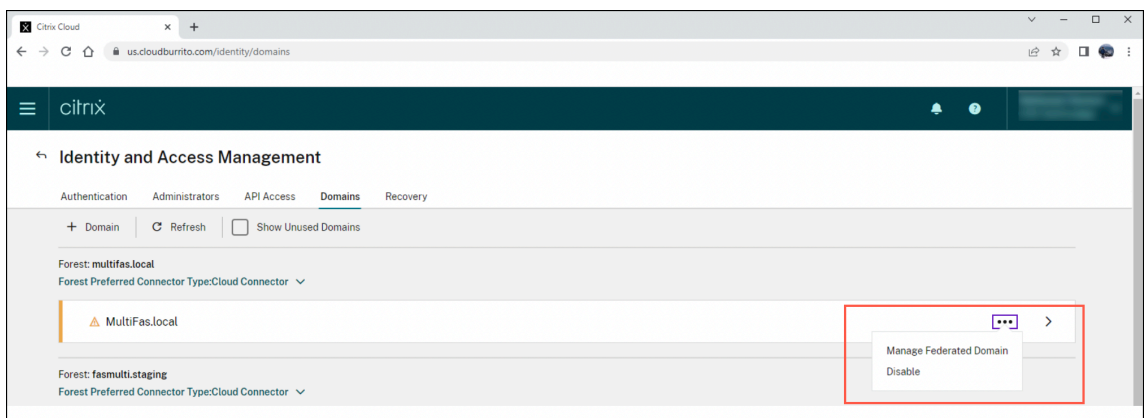 Citrix Cloud
us.cloudburrito.com/identity/domains
citrix
Identity and Access Management
Authentication Administrators API Access Domains Recovery
+ Domain Refresh Show Unused Domains
Forest: multifas.local
Forest Preferred Connector Type:Cloud Connector
MultiFas.local
Manage Federated Domain
Disable
Forest: fasmulti.staging
Forest Preferred Connector Type:Cloud Connector